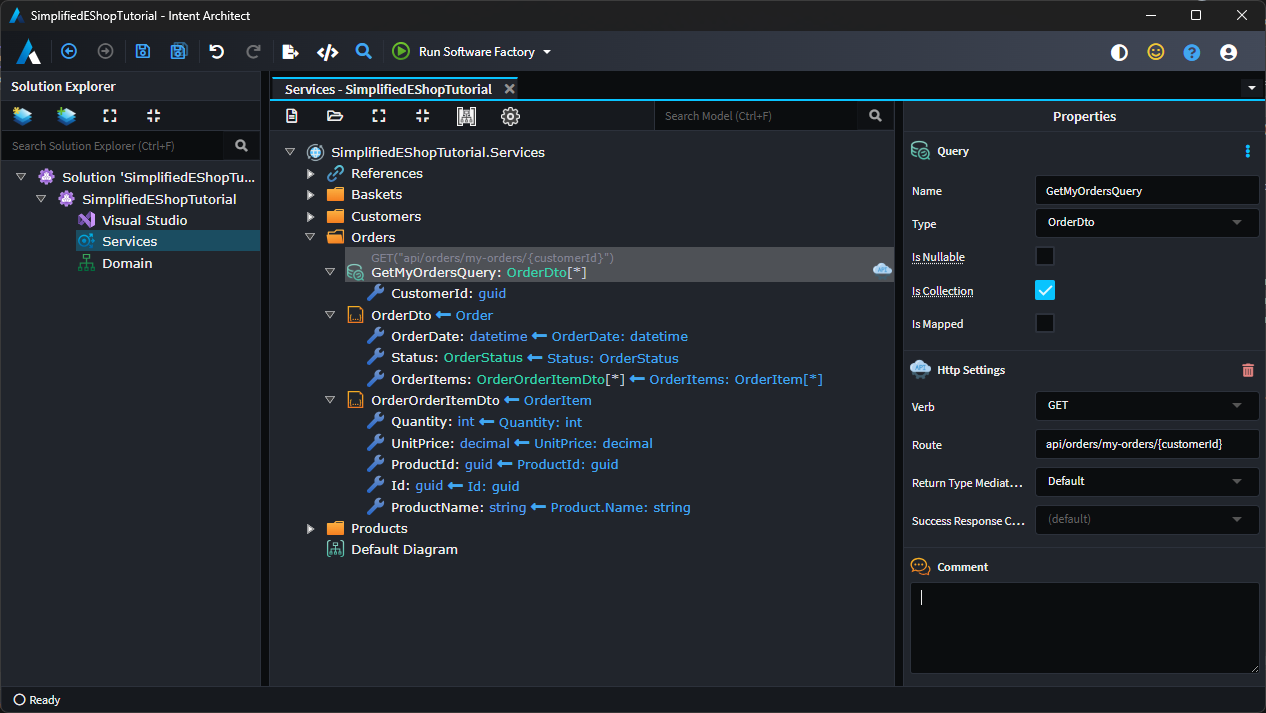 SimplifiedEShopTutorial - Intent Architect
Run Software Factory
Solution Explorer
Search Solution Explorer (Ctrl+F)
Solution 'SimplifiedEShopTu...
SimplifiedEShopTutorial
Visual Studio
Services
Domain
Services - SimplifiedEShopTutorial
Search Model (Ctrl+F)
SimplifiedEShopTutorial.Services
References
Baskets
Customers
Orders
GET("api/orders/my-orders/{customerId}")
GetMyOrdersQuery: OrderDto[*]
API
CustomerId: guid
OrderDto ← Order
OrderDate: datetime ← OrderDate: datetime
Status: OrderStatus ← Status: OrderStatus
OrderItems: OrderOrderItemDto[*] ← OrderItems: OrderItem[*]
OrderOrderItemDto ← OrderItem
Quantity: int ← Quantity: int
UnitPrice: decimal ← UnitPrice: decimal
ProductId: guid ← ProductId: guid
Id: guid ← Id: guid
ProductName: string ← Product.Name: string
Products
Default Diagram
Properties
Query
Name GetMyOrdersQuery
Type OrderDto
Is Nullable
Is Collection
Is Mapped
API Http Settings
Verb GET
Route api/orders/my-orders/{customerId}
Return Type Mediat... Default
Success Response C... (default)
Comment
Ready